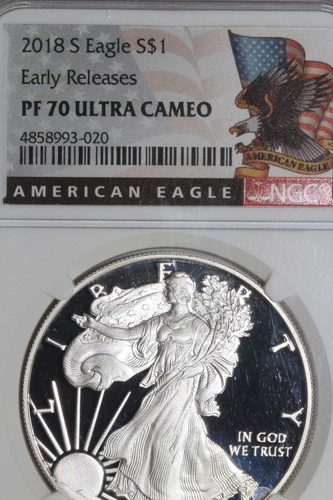 2018 S Eagle S$1
Early Releases
PF 70 ULTRA CAMEO
4858993-020
AMERICAN EAGLE
AMERICAN EAGLE
NGC
LIBERTY
IN GOD
WE TRUST